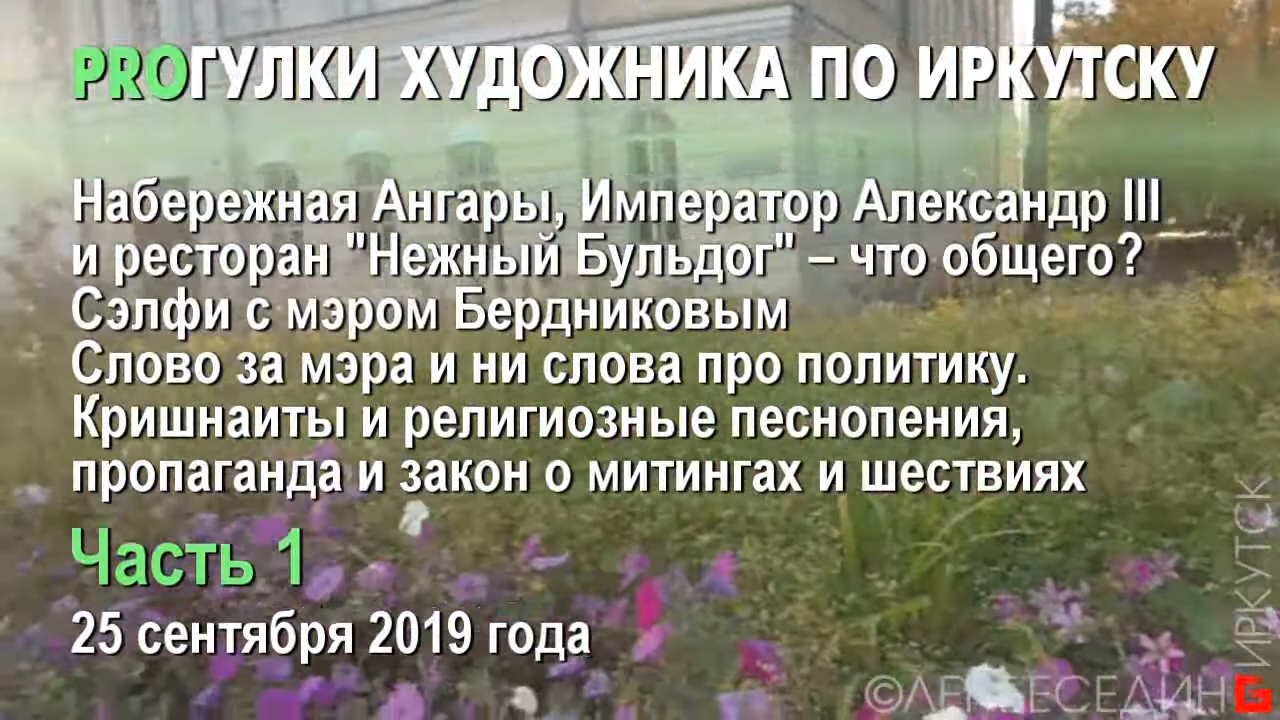 PROГУЛКИ ХУДОЖНИКА ПО ИРКУТСКУ
Набережная Ангары, Император Александр III
и ресторан "Нежный Бульдог" – что общего?
Сэлфи с мэром Бердниковым
Слово за мэра и ни слова про политику.
Кришнаиты и религиозные песнопения,
пропаганда и закон о митингах и шествиях
Часть 1
25 сентября 2019 года
ИРКУТСК